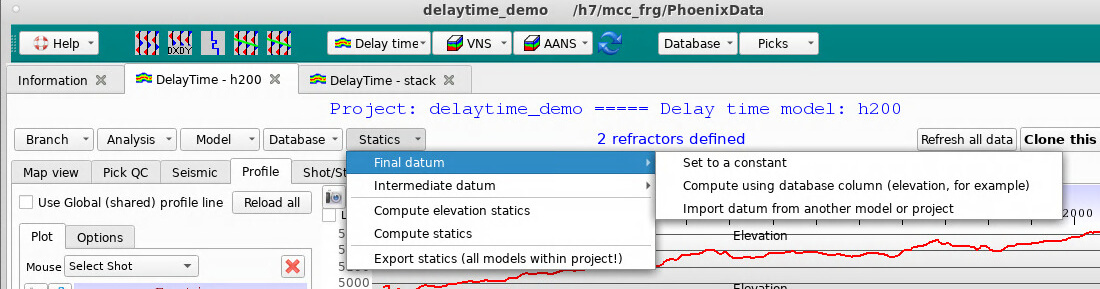 delaytime_demo /h7/mcc_frg/PhoenixData
Help DXDY Delay time VNS AANS Database Picks
Information DelayTime - h200 DelayTime - stack
Project: delaytime_demo ===== Delay time model: h200
Branch Analysis Model Database Statics 2 refractors defined Refresh all data Clone this
Final datum Set to a constant
Map view Pick QC Seismic Profile Shot/St
Intermediate datum Compute using database column (elevation, for example)
Use Global (shared) profile line Reload all
Compute elevation statics Import datum from another model or project
2000
Plot Options Compute statics Elevation
Mouse Select Shot Export statics (all models within project!)
5000 Elevation